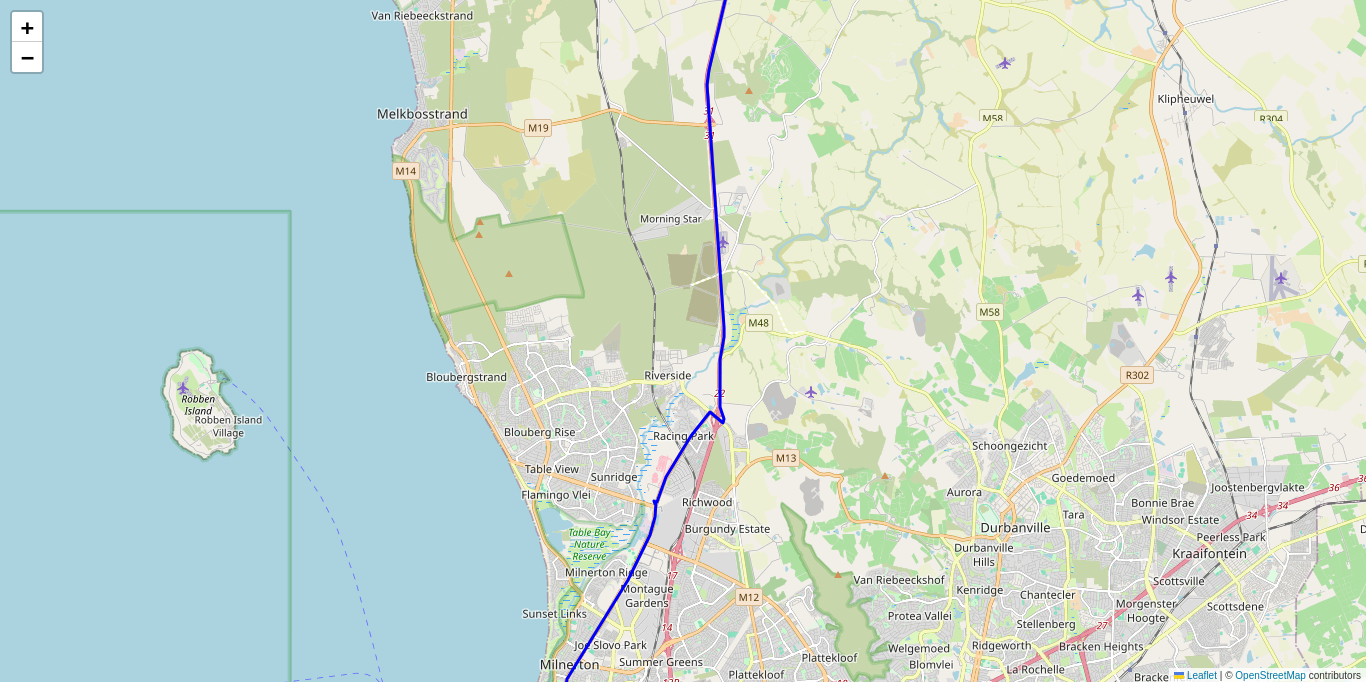 +
−
Van Riebeeckstrand
Melkbosstrand
M19
M14
31
31
M58
Klipheuwel
R304
Morning Star
M48
M58
R302
Bloubergstrand
Riverside
22
Robben
Island
Robben Island
Village
Blouberg Rise
Racing Park
M13
Table View
Sunridge
Flamingo Vlei
Richwood
Burgundy Estate
Table Bay
Nature
Reserve
Soachongezicht
Goedemoed
Aurora
Joostenbergvlakte
36
36
34
34
Bonnie Brae
Tara
Windsor Estate
Durbanville
Peerless Park
Durbanville
Hills
Kraaifontein
Milnerton Ridge
17
Montague
Gardens
M12
Van Riebeeckshof
Kenridge
Chantecler
Scottsville
Sunset Links
Protea Vallei
Morgenster
Hoogte
Scottsdene
Stellenberg
27
14
Joe Slovo Park
Milnerton
Summer Greens
Plattekloof
Plattekloof
Welgemoed
Ridgeworth
Bracken Heights
Blomvlei
La Rochelle
Bracke
Leaflet | © OpenStreetMap contributors